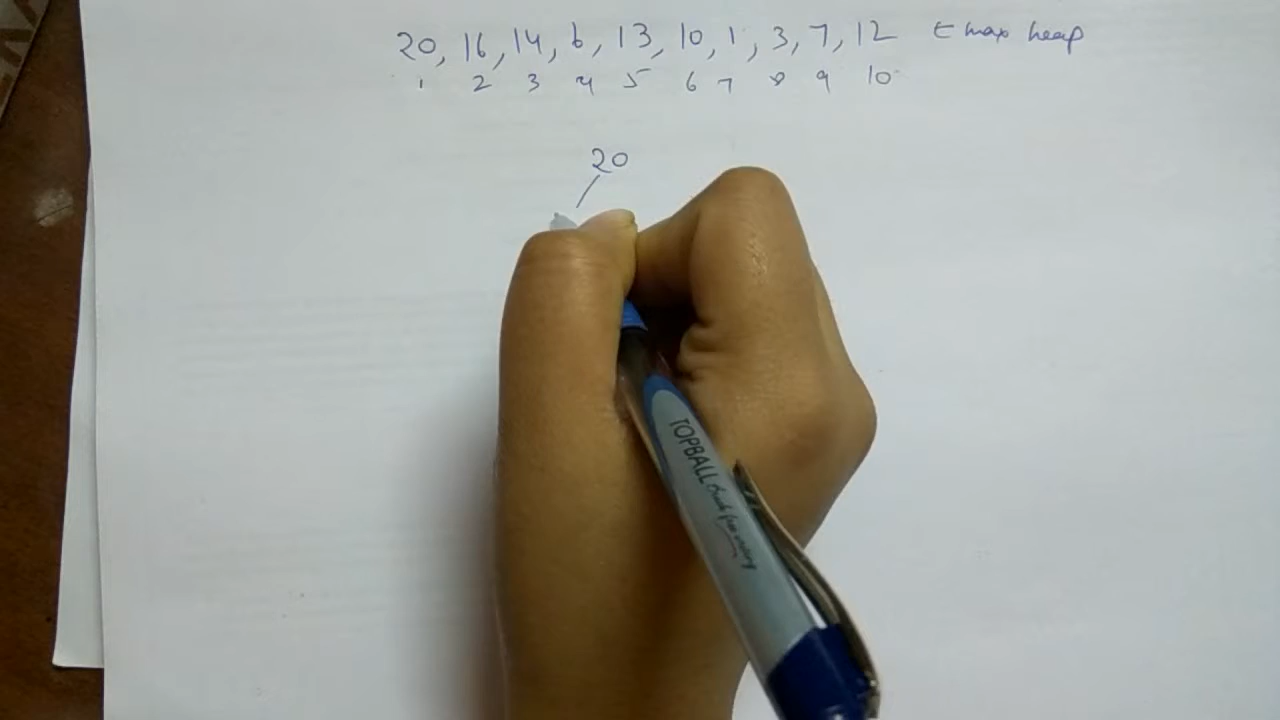 20, 16, 14, 6, 13, 10, 1, 3, 7, 12 ← max heap
1 2 3 4 5 6 7 8 9 10
20
TOPBALL